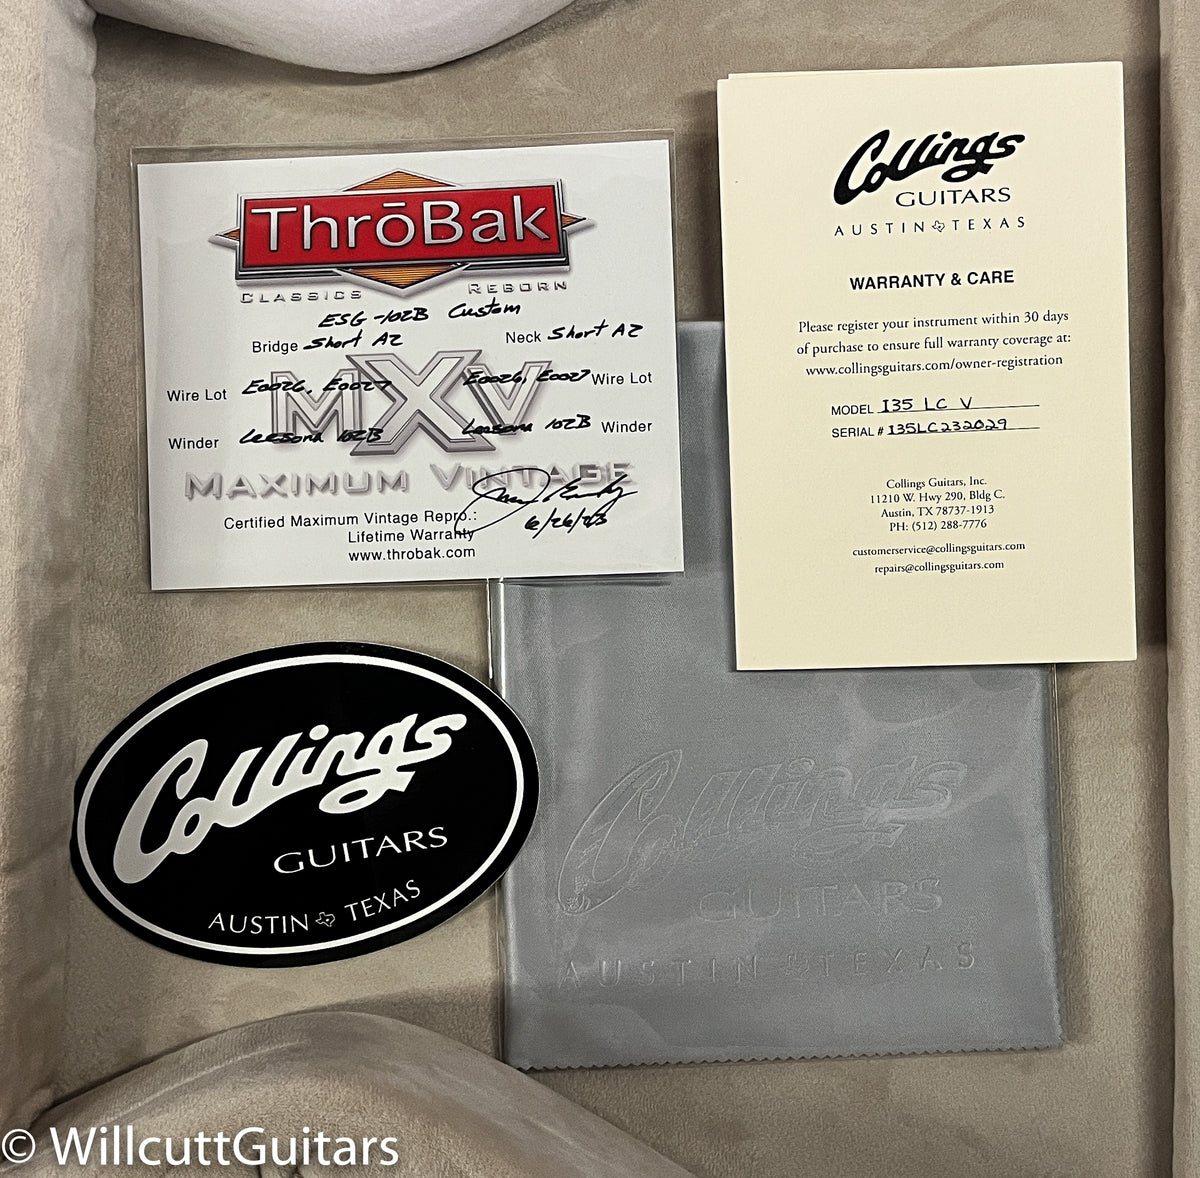 ThrōBak
CLASSICS REBORN
ESG-102B Custom
Bridge Short A2 Neck Short A2
MXV
Wire Lot E0026, E0027 E0026, E0027 Wire Lot
Winder Leesona 102B Leesona 102B Winder
MAXIMUM VINTAGE
Certified Maximum Vintage Repro.:
6/26/23
Lifetime Warranty
www.throbak.com
Collings
GUITARS
AUSTIN TEXAS
WARRANTY & CARE
Please register your instrument within 30 days
of purchase to ensure full warranty coverage at:
www.collingsguitars.com/owner-registration
MODEL I35 LC V
SERIAL # I35LC232029
Collings Guitars, Inc.
11210 W. Hwy 290, Bldg C.
Austin, TX 78737-1913
PH: (512) 288-7776
customerservice@collingsguitars.com
repairs@collingsguitars.com
Collings
GUITARS
AUSTIN TEXAS
Collings
GUITARS
AUSTIN TEXAS
© WillcuttGuitars